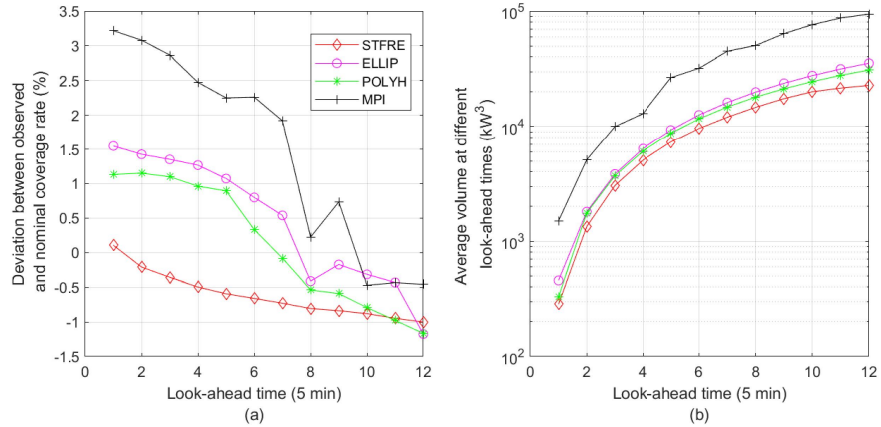 3.5
3
2.5
2
1.5
1
0.5
0
-0.5
-1
-1.5
Deviation between observed
and nominal coverage rate (%)
STFRE
ELLIP
POLYH
MPI
0 2 4 6 8 10 12
Look-ahead time (5 min)
(a)
10^5
10^4
10^3
10^2
Average volume at different
look-ahead times (kW^3)
0 2 4 6 8 10 12
Look-ahead time (5 min)
(b)